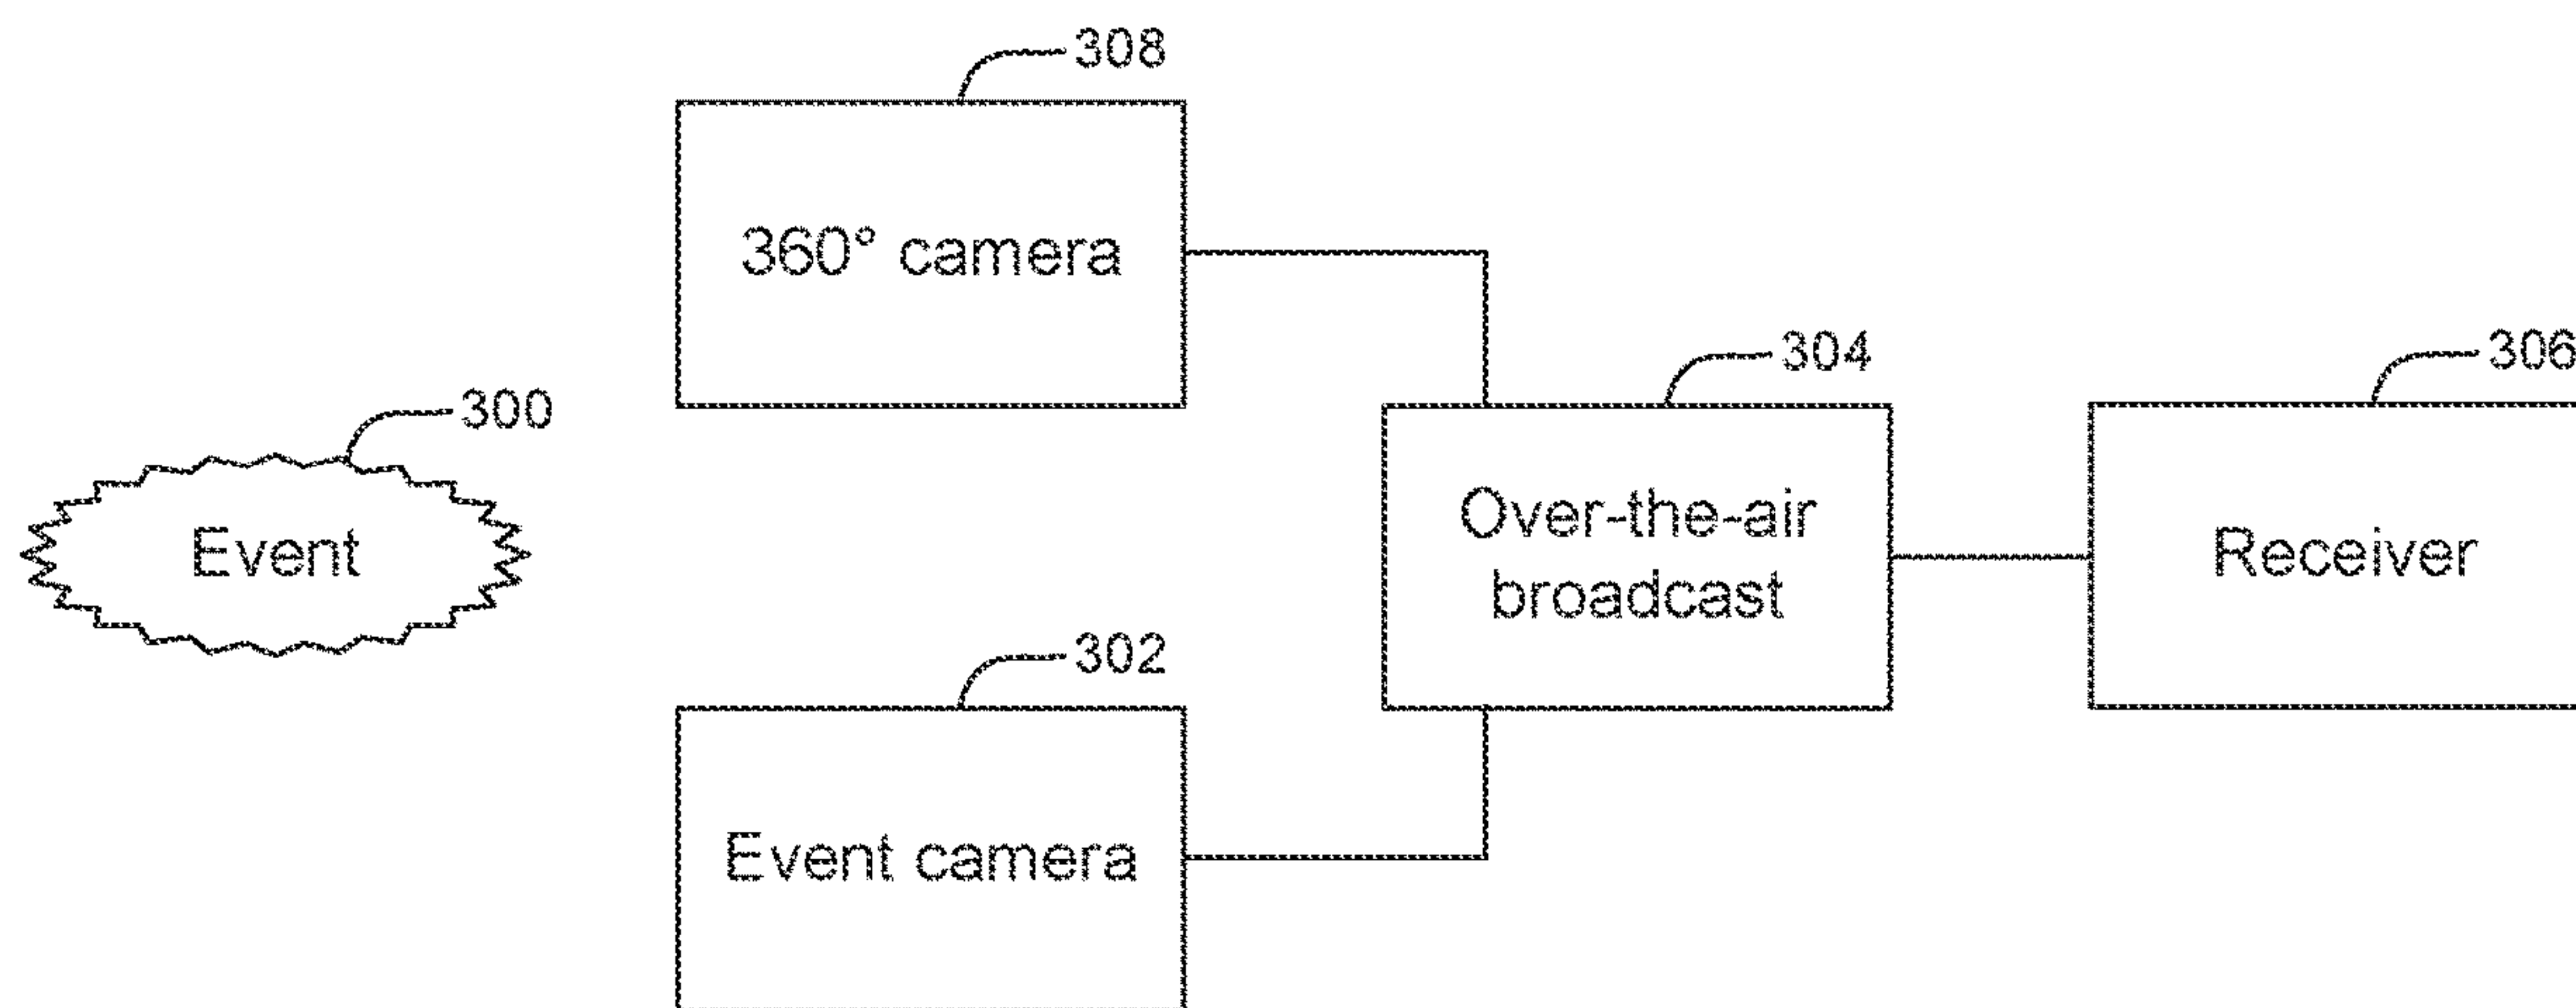 308
360° camera
304
306
300
Over-the-air
broadcast
Event
Receiver
302
Event camera